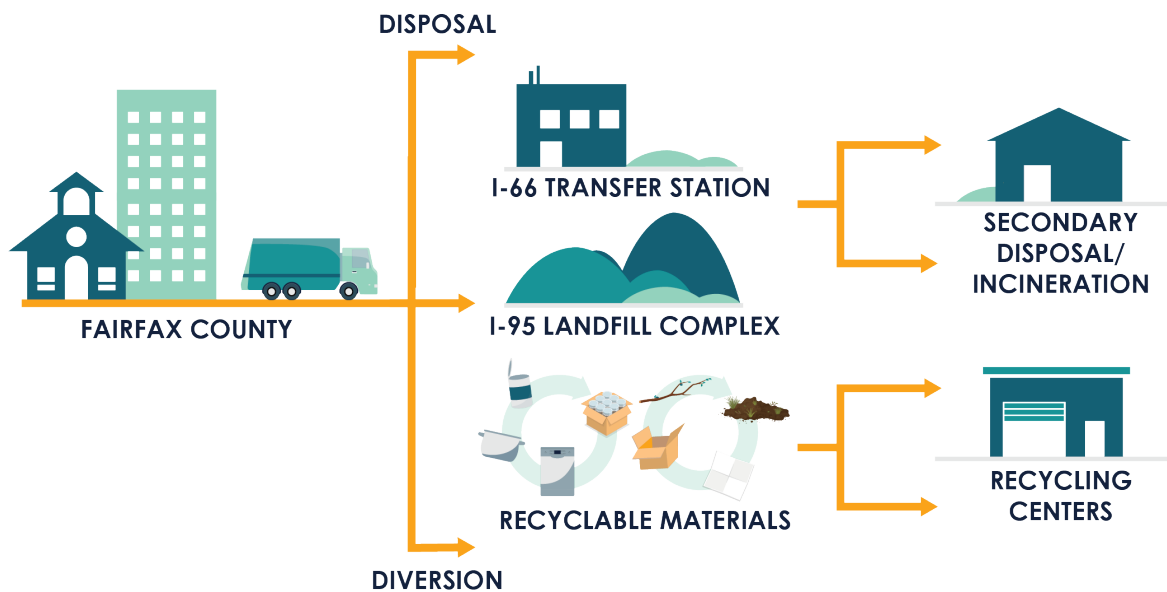 DISPOSAL
I-66 TRANSFER STATION
SECONDARY
DISPOSAL/
INCINERATION
FAIRFAX COUNTY
I-95 LANDFILL COMPLEX
RECYCLABLE MATERIALS
RECYCLING
CENTERS
DIVERSION